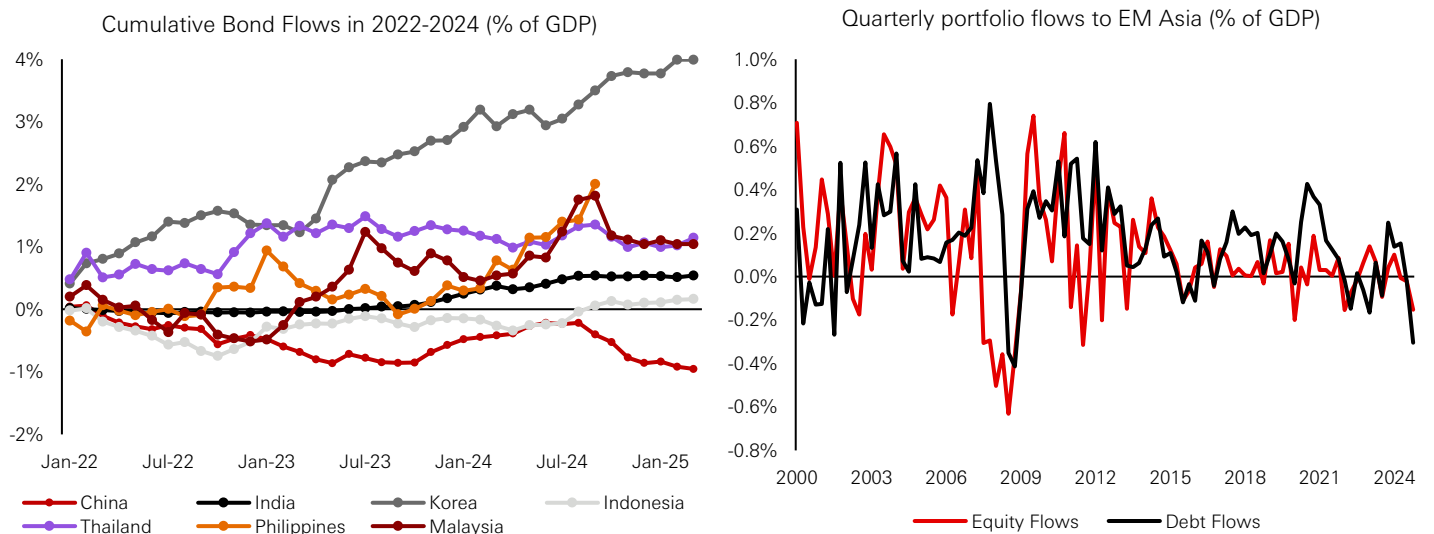 Cumulative Bond Flows in 2022-2024 (% of GDP)
4%
3%
2%
1%
0%
-1%
-2%
Jan-22 Jul-22 Jan-23 Jul-23 Jan-24 Jul-24 Jan-25
China India Korea Indonesia
Thailand Philippines Malaysia
Quarterly portfolio flows to EM Asia (% of GDP)
1.0%
0.8%
0.6%
0.4%
0.2%
0.0%
-0.2%
-0.4%
-0.6%
-0.8%
2000 2003 2006 2009 2012 2015 2018 2021 2024
Equity Flows Debt Flows